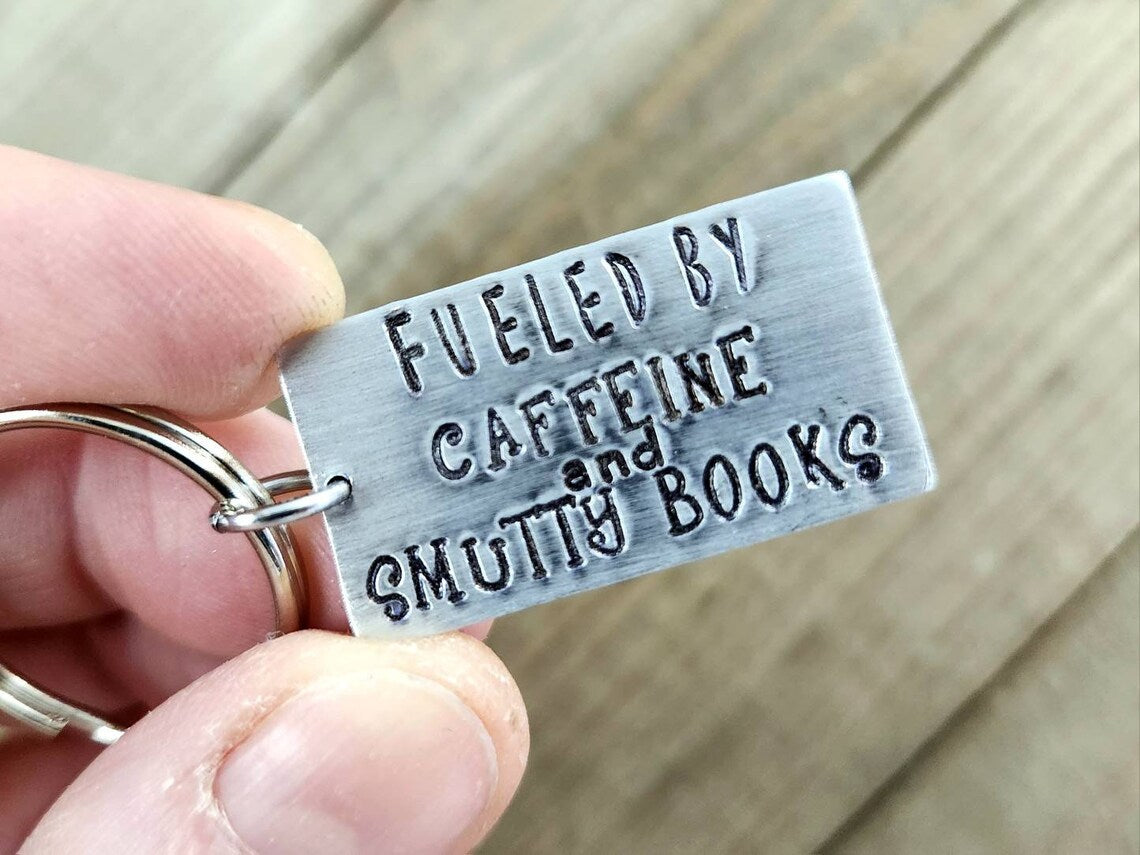 FUELED BY
CAFFEINE
and
SMUTTY BOOKS